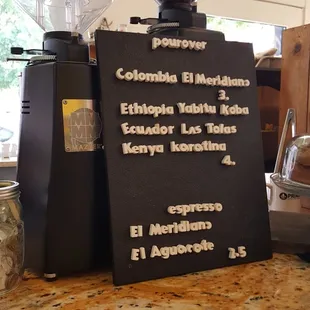 pourover
Colombia El Meridiano
3.
Ethiopia Yabitu Koba
Ecuador Las Tolas
Kenya karatina
4.
espresso
El Meridiano
El Aguacate 2.5